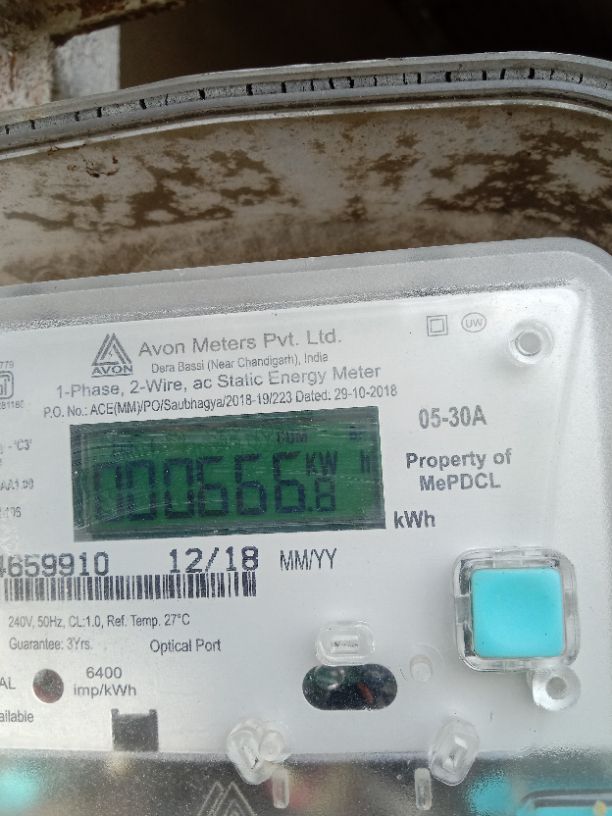 Avon Meters Pvt. Ltd.
AVON
Dera Bassi (Near Chandigarh), India
1-Phase, 2-Wire, ac Static Energy Meter
P.O. No.: ACE(MM)/PO/Saubhagya/2018-19/223 Dated: 29-10-2018
UW
05-30A
CUM
000666.8 KW h
Property of
MePDCL
kWh
4659910 12/18 MM/YY
240V, 50Hz, CL:1.0, Ref. Temp. 27°C
Guarantee: 3Yrs. Optical Port
6400
imp/kWh